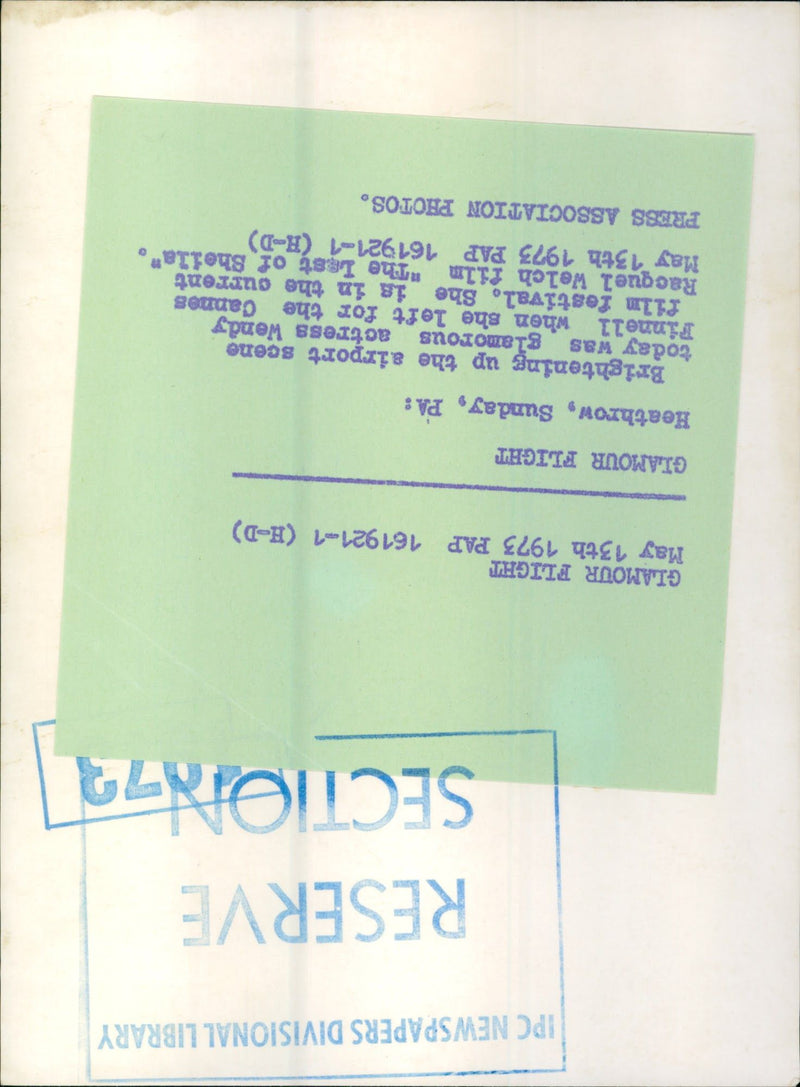 IPC NEWSPAPERS DIVISIONAL LIBRARY
RESERVE
SECTION
1973
GLAMOUR FLIGHT
May 13th 1973 PAP 161921-1 (H-D)
GLAMOUR FLIGHT
Heathrow, Sunday, PA:
Brightening up the airport scene
today was glamorous actress Wendy
Finnell when she left for the Cannes
film festival. She is in the current
Racquel Welch film "The Last of Sheila".
May 13th 1973 PAP 161921-1 (H-D)
PRESS ASSOCIATION PHOTOS.